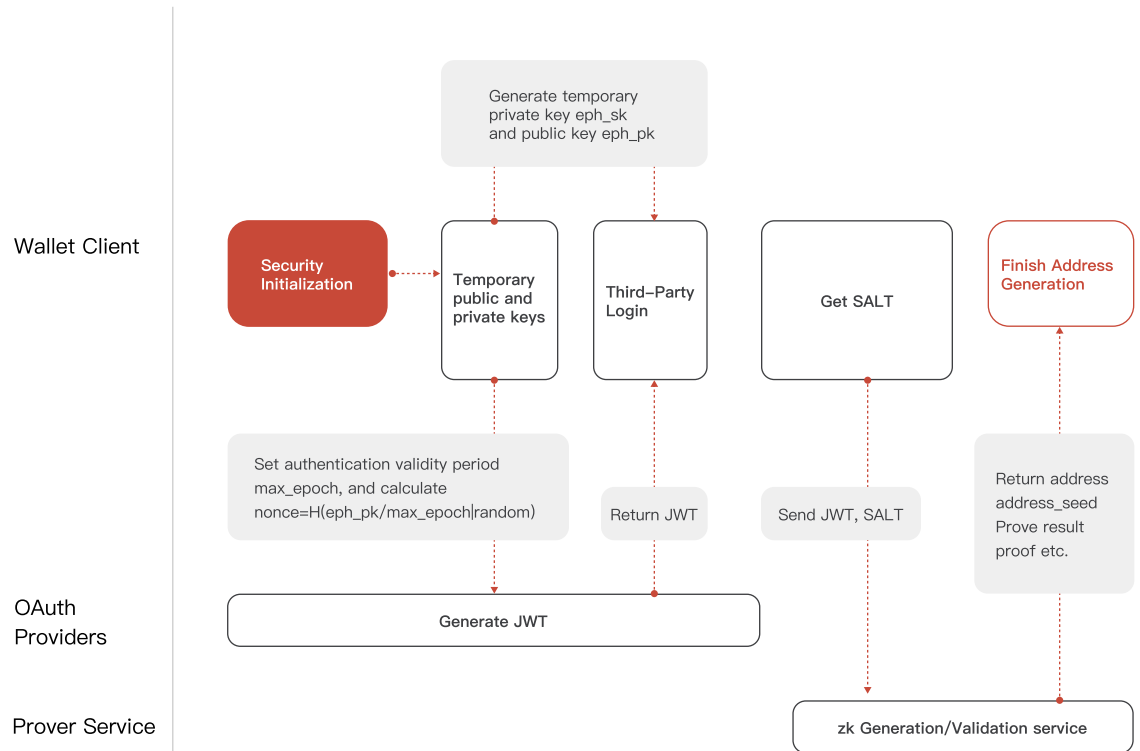 Generate temporary
private key eph_sk
and public key eph_pk
Wallet Client
Security
Initialization
Temporary
public and
private keys
Third-Party
Login
Get SALT
Finish Address
Generation
Set authentication validity period
max_epoch, and calculate
nonce=H(eph_pk/max_epoch|random)
Return JWT
Send JWT, SALT
Return address
address_seed
Prove result
proof etc.
OAuth
Providers
Generate JWT
Prover Service
zk Generation/Validation service